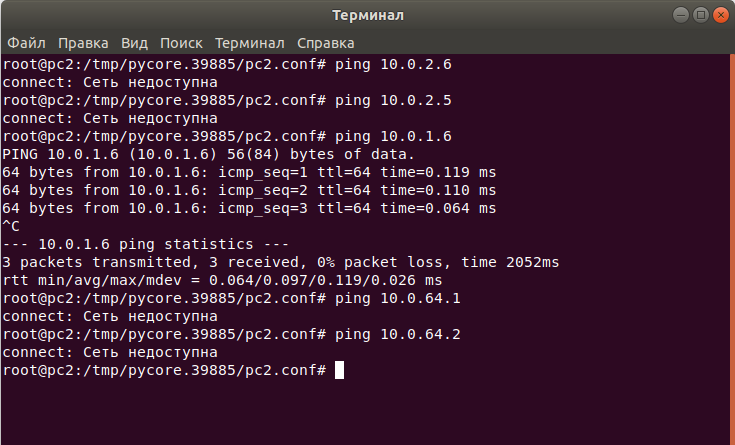 Терминал
Файл Правка Вид Поиск Терминал Справка
root@pc2:/tmp/pycore.39885/pc2.conf# ping 10.0.2.6
connect: Сеть недоступна
root@pc2:/tmp/pycore.39885/pc2.conf# ping 10.0.2.5
connect: Сеть недоступна
root@pc2:/tmp/pycore.39885/pc2.conf# ping 10.0.1.6
PING 10.0.1.6 (10.0.1.6) 56(84) bytes of data.
64 bytes from 10.0.1.6: icmp_seq=1 ttl=64 time=0.119 ms
64 bytes from 10.0.1.6: icmp_seq=2 ttl=64 time=0.110 ms
64 bytes from 10.0.1.6: icmp_seq=3 ttl=64 time=0.064 ms
^C
--- 10.0.1.6 ping statistics ---
3 packets transmitted, 3 received, 0% packet loss, time 2052ms
rtt min/avg/max/mdev = 0.064/0.097/0.119/0.026 ms
root@pc2:/tmp/pycore.39885/pc2.conf# ping 10.0.64.1
connect: Сеть недоступна
root@pc2:/tmp/pycore.39885/pc2.conf# ping 10.0.64.2
connect: Сеть недоступна
root@pc2:/tmp/pycore.39885/pc2.conf#